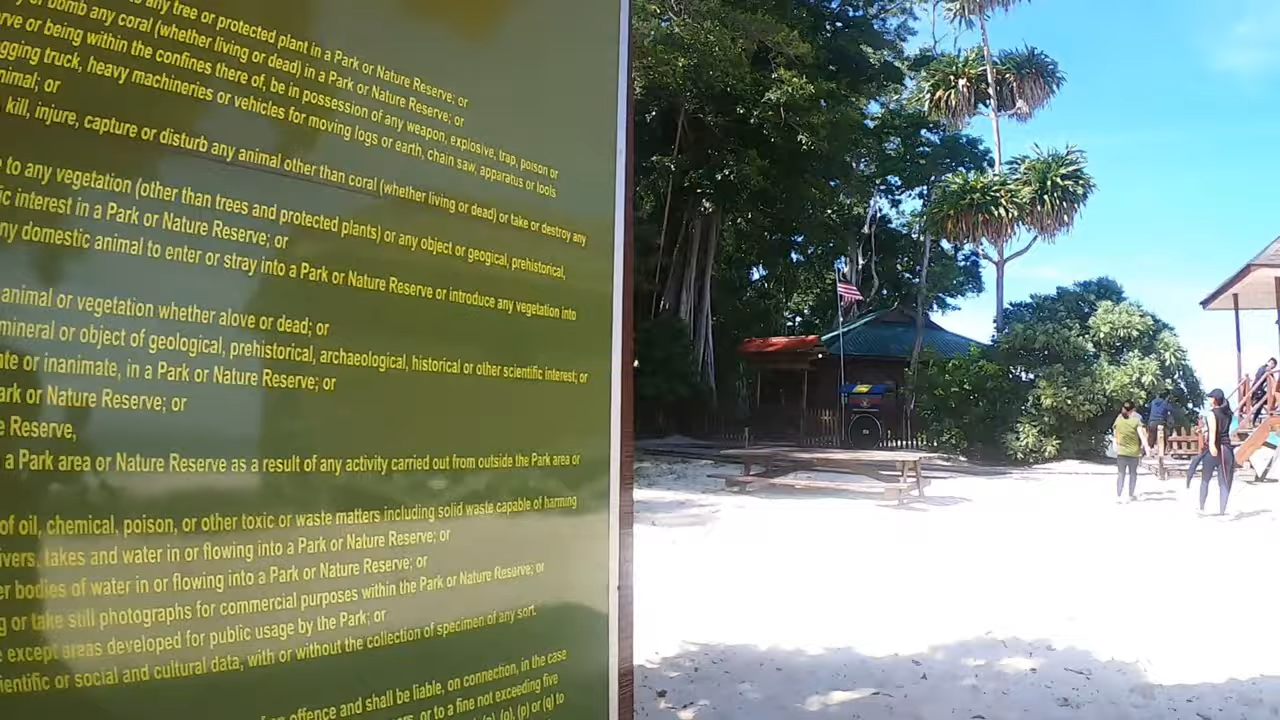 any tree or protected plant in a Park or Nature Reserve; or
or bomb any coral (whether living or dead) in a Park or Nature Reserve; or
or being within the confines there of, be in possession of any weapon, explosive, trap, poison or
truck, heavy machineries or vehicles for moving logs or earth, chain saw, apparatus or tools
or
kill, injure, capture or disturb any animal other than coral (whether living or dead) or take or destroy any
to any vegetation (other than trees and protected plants) or any object or geogical, prehistorical,
interest in a Park or Nature Reserve; or
domestic animal to enter or stray into a Park or Nature Reserve or introduce any vegetation into
animal or vegetation whether alove or dead; or
mineral or object of geological, prehistorical, archaeological, historical or other scientific interest; or
or inanimate, in a Park or Nature Reserve; or
or Nature Reserve; or
Reserve,
a Park area or Nature Reserve as a result of any activity carried out from outside the Park area or
of oil, chemical, poison, or other toxic or waste matters including solid waste capable of harming
takes and water in or flowing into a Park or Nature Reserve; or
bodies of water in or flowing into a Park or Nature Reserve; or
or take still photographs for commercial purposes within the Park or Nature Reserve; or
except areas developed for public usage by the Park; or
or social and cultural data, with or without the collection of specimen of any sort.
offence and shall be liable, on connection, in the case
or to a fine not exceeding five
(o), (p) or (q) to